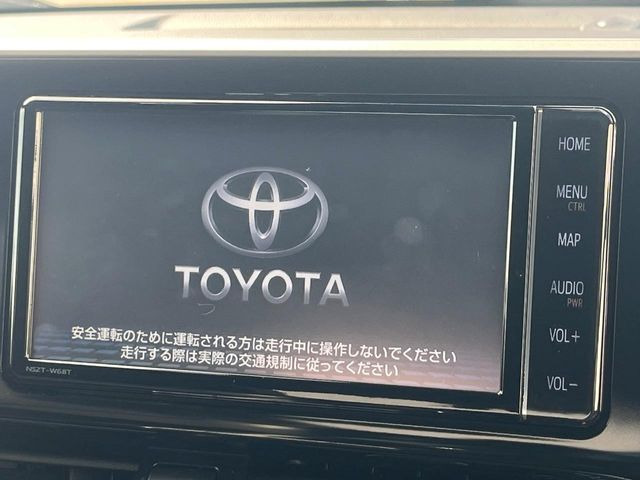 TOYOTA
安全運転のために運転される方は走行中に操作しないでください
走行する際は実際の交通規制に従ってください
NSZT-W68T
HOME
MENU
CTRL
MAP
AUDIO
PWR
VOL+
VOL-